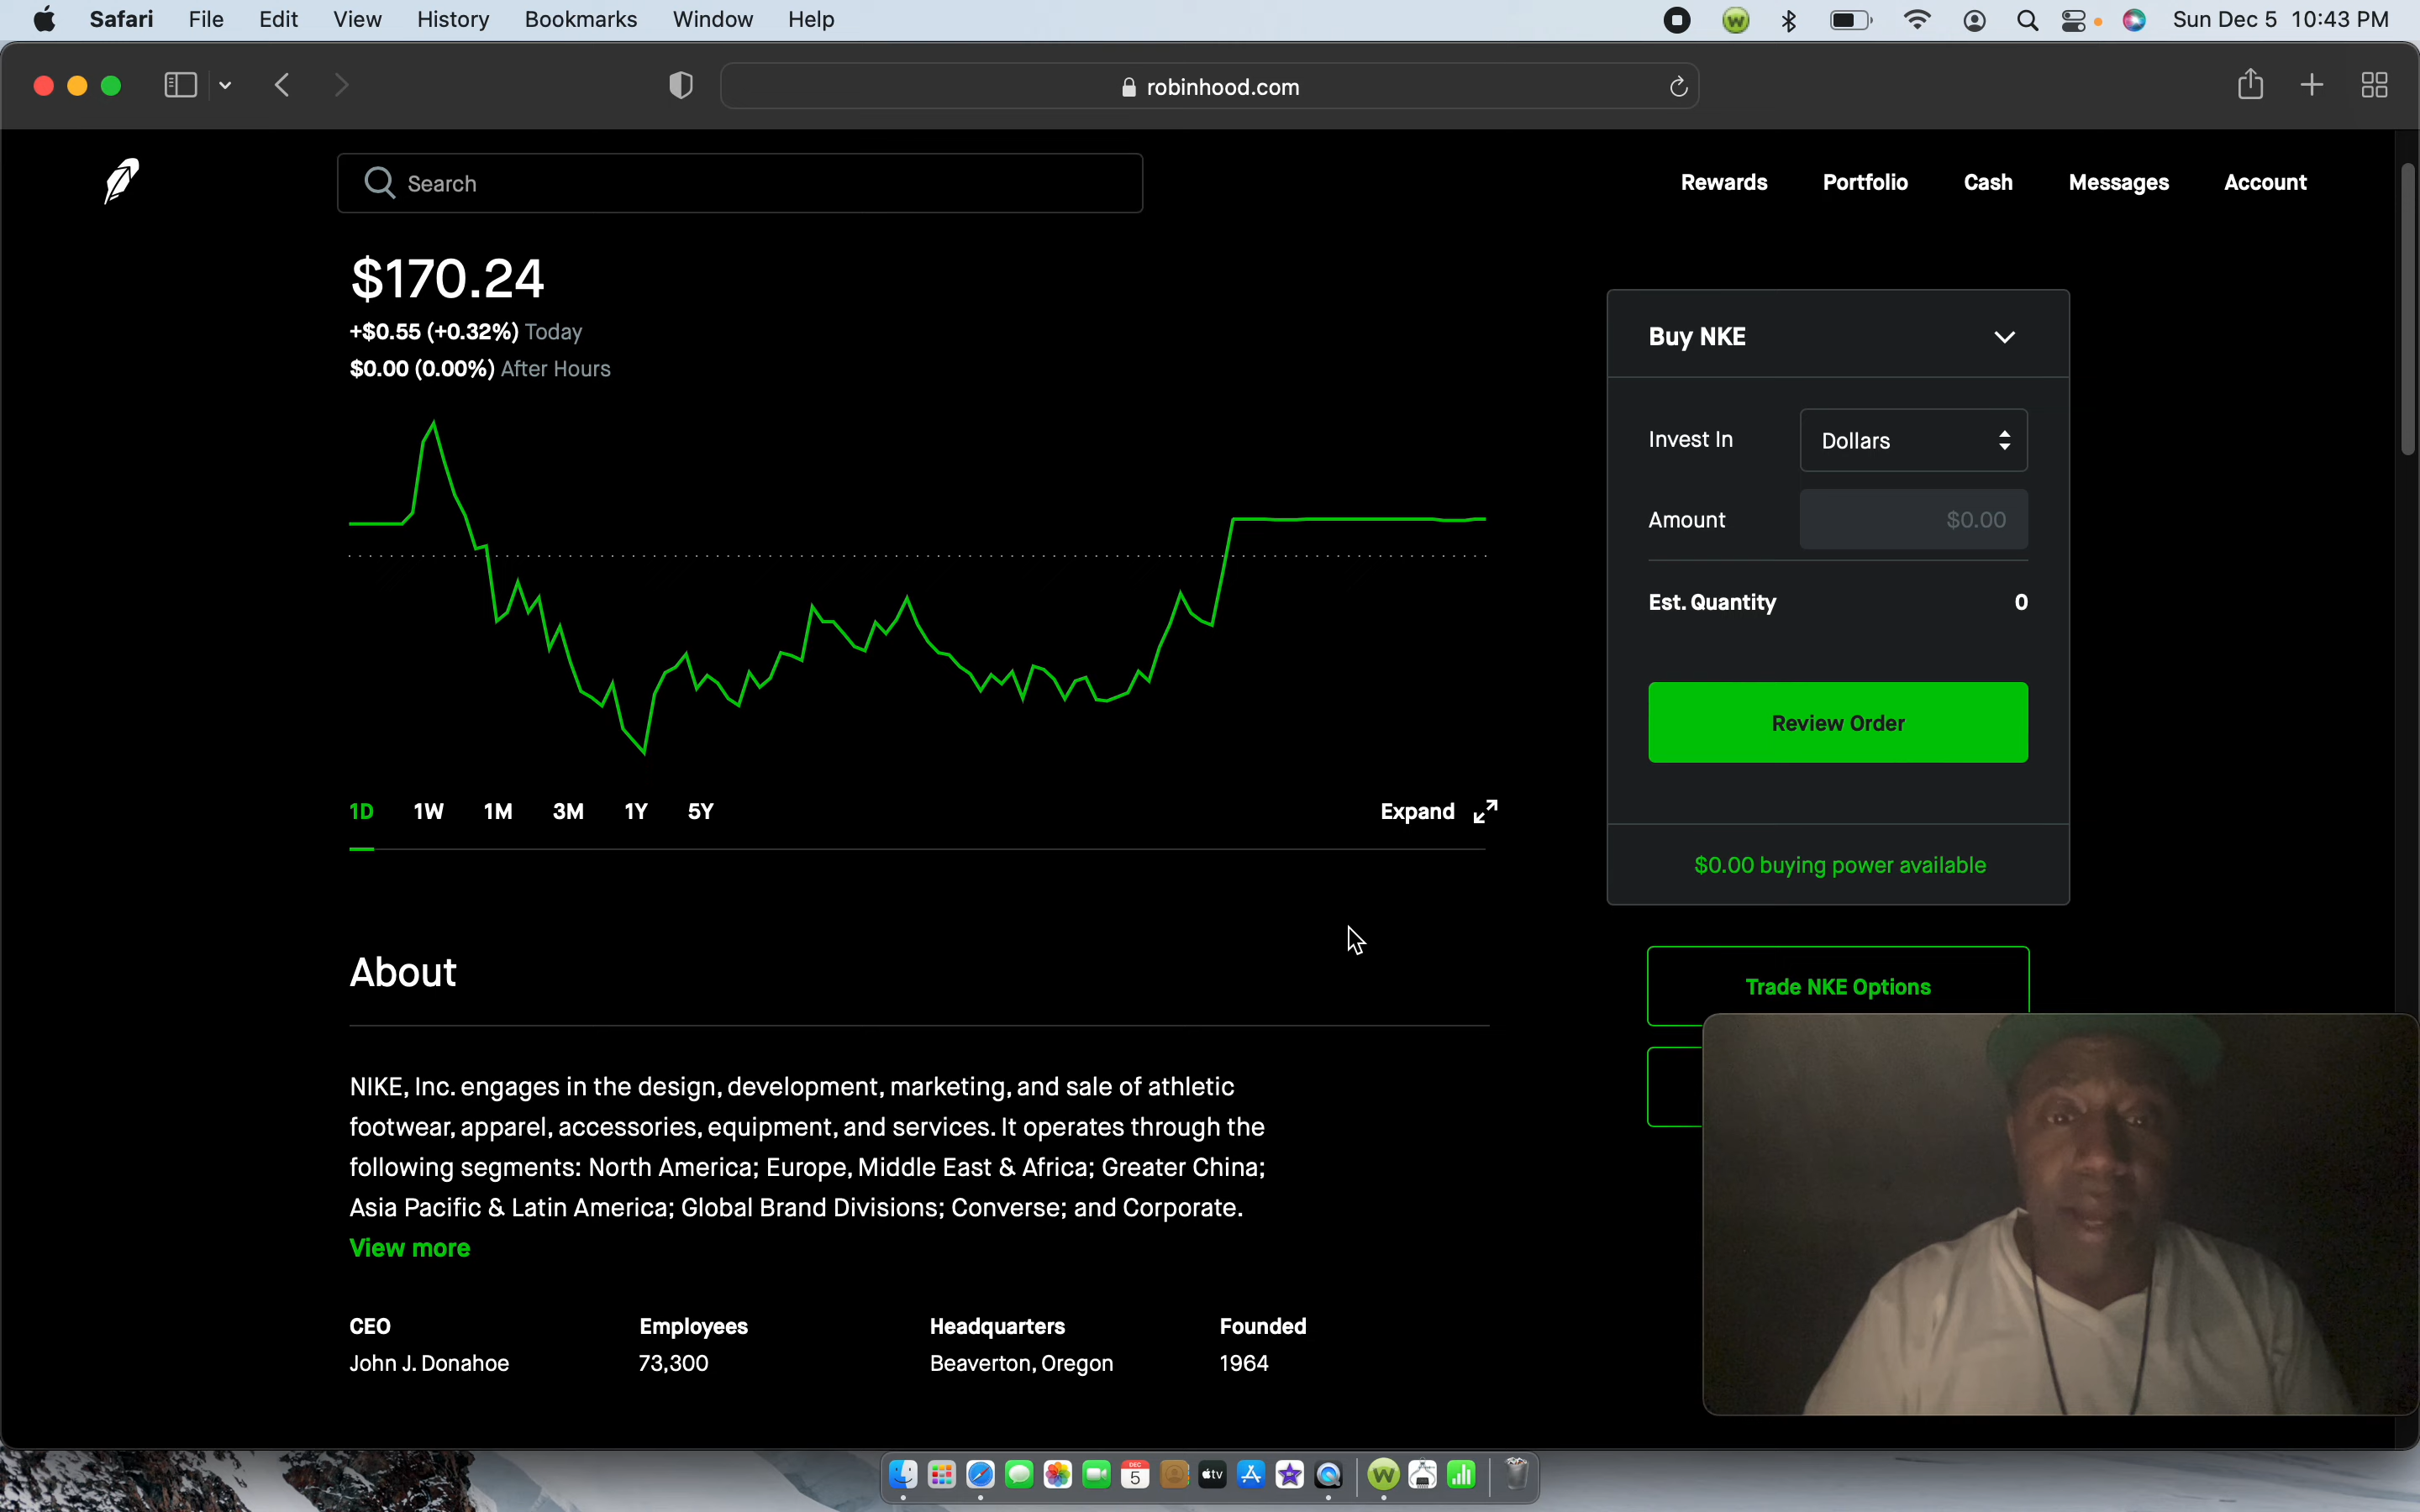 Safari File Edit View History Bookmarks Window Help Sun Dec 5 10:43 PM
robinhood.com
Search Rewards Portfolio Cash Messages Account
$170.24
+$0.55 (+0.32%) Today
$0.00 (0.00%) After Hours
Buy NKE
Invest In Dollars
Amount $0.00
Est. Quantity 0
Review Order
1D 1W 1M 3M 1Y 5Y Expand
$0.00 buying power available
About
Trade NKE Options
NIKE, Inc. engages in the design, development, marketing, and sale of athletic
footwear, apparel, accessories, equipment, and services. It operates through the
following segments: North America; Europe, Middle East & Africa; Greater China;
Asia Pacific & Latin America; Global Brand Divisions; Converse; and Corporate.
View more
CEO Employees Headquarters Founded
John J. Donahoe 73,300 Beaverton, Oregon 1964
DEC
5
tv